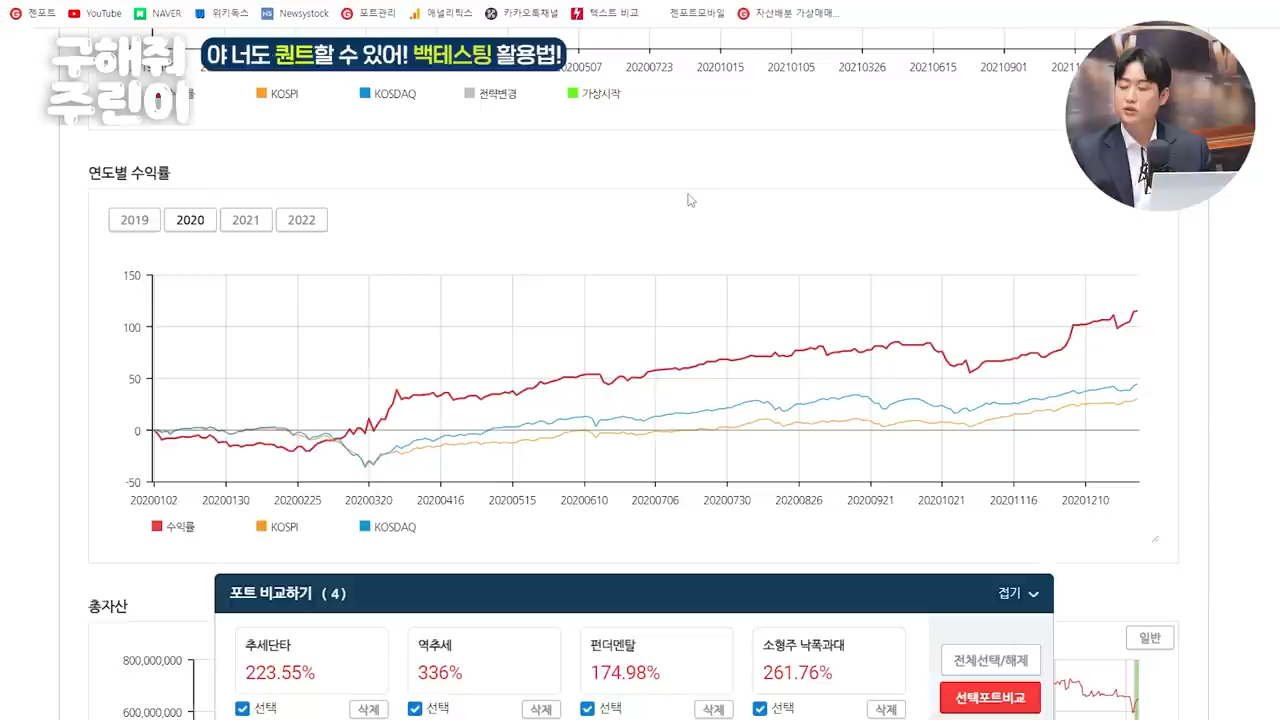 젠포트 YouTube NAVER 위키독스 Newsystock 포트관리 애널리틱스 카카오톡채널 텍스트 비교 젠포트모바일 자산배분 가상매매...
구해줘
주린이
야 너도 퀀트할 수 있어! 백테스팅 활용법!
200507 20200723 20201015 20210105 20210326 20210615 20210901
KOSPI KOSDAQ 전략변경 가상시작
연도별 수익률
2019 2020 2021 2022
150
100
50
0
-50
20200102 20200130 20200225 20200320 20200416 20200515 20200610 20200706 20200730 20200826 20200921 20201021 20201116 20201210
수익률 KOSPI KOSDAQ
포트 비교하기 ( 4 ) 접기
총자산
일반
추세단타 역추세 펀더멘탈 소형주 낙폭과대
800,000,000
전체선택/해제
223.55% 336% 174.98% 261.76%
선택포트비교
선택 삭제 선택 삭제 선택 삭제 선택 삭제
600,000,000